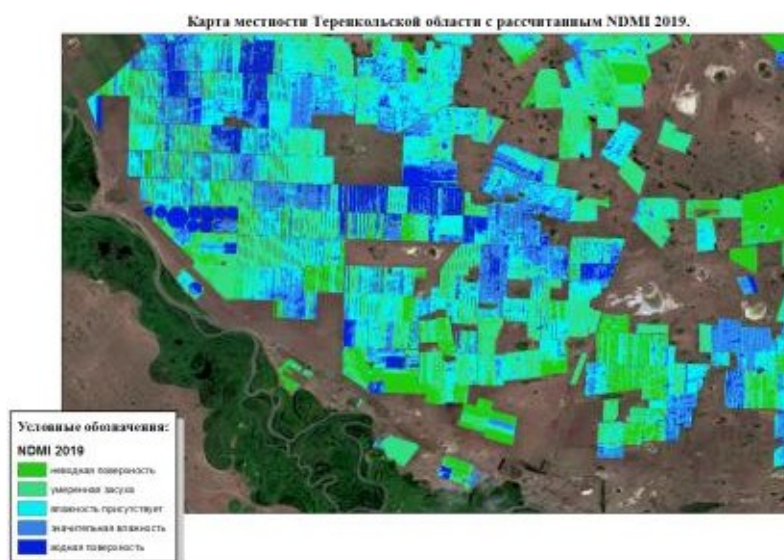 Карта местности Теренкольской области с рассчитанным NDMI 2019.
Условные обозначения:
NDMI 2019
неводная поверхность
умеренная засуха
влажность присутствует
значительная влажность
водная поверхность